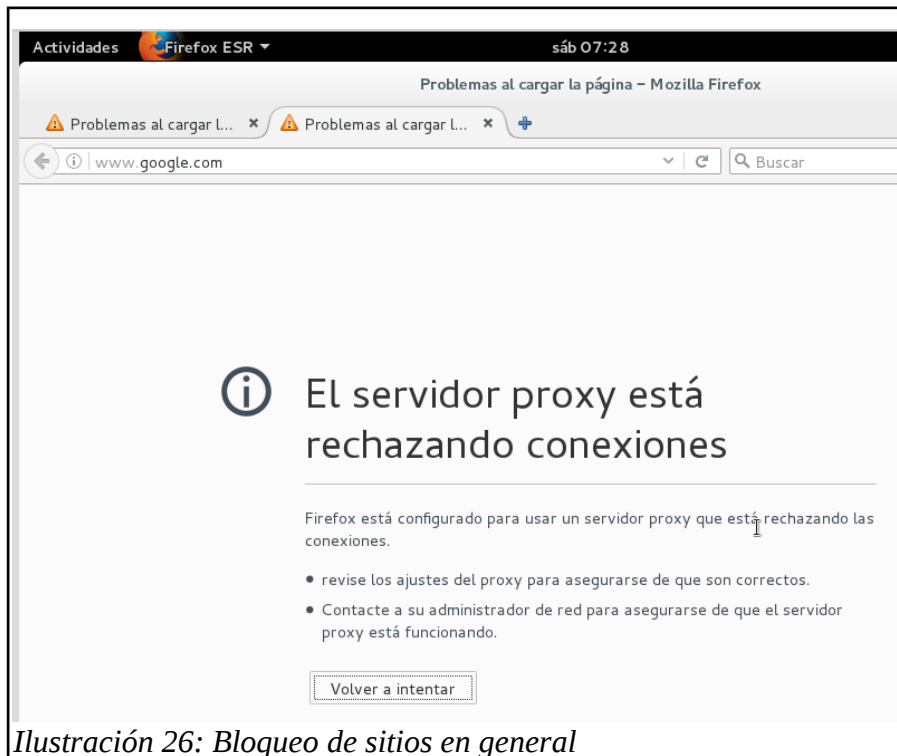 Actividades Firefox ESR sáb 07:28
Problemas al cargar la página – Mozilla Firefox
Problemas al cargar l... Problemas al cargar l...
www.google.com Buscar
El servidor proxy está
rechazando conexiones
Firefox está configurado para usar un servidor proxy que está rechazando las
conexiones.
• revise los ajustes del proxy para asegurarse de que son correctos.
• Contacte a su administrador de red para asegurarse de que el servidor
proxy está funcionando.
Volver a intentar
Ilustración 26: Bloqueo de sitios en general